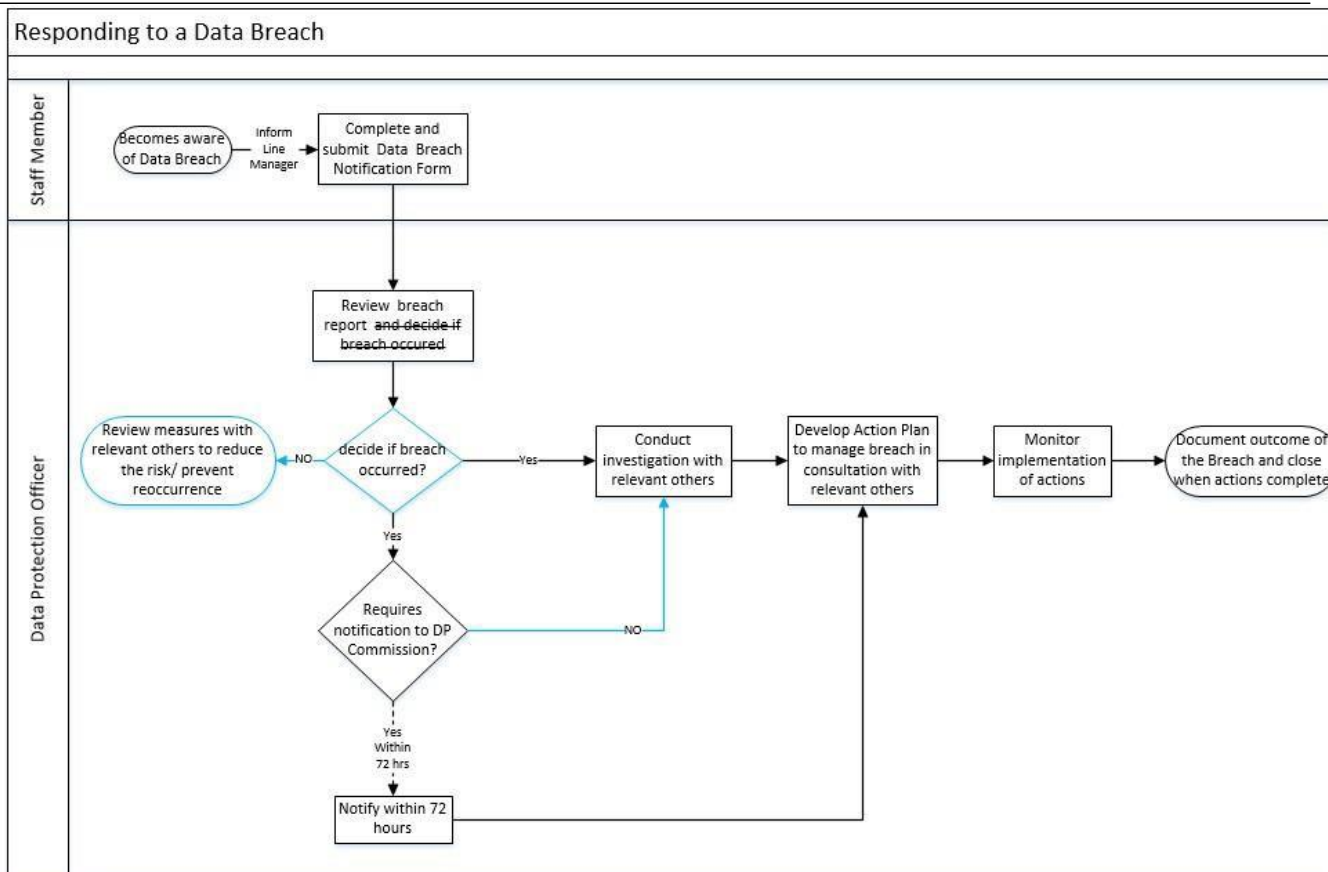 Responding to a Data Breach
Staff Member
Becomes aware
of Data Breach
Inform
Line
Manager
Complete and
submit Data Breach
Notification Form
Data Protection Officer
Review breach
report and decide if
breach occured
decide if breach
occurred?
NO
Review measures with
relevant others to reduce
the risk/ prevent
reoccurrence
Yes
Conduct
investigation with
relevant others
Develop Action Plan
to manage breach in
consultation with
relevant others
Monitor
implementation
of actions
Document outcome of
the Breach and close
when actions complete
Yes
Requires
notification to DP
Commission?
NO
Yes
Within
72 hrs
Notify within 72
hours